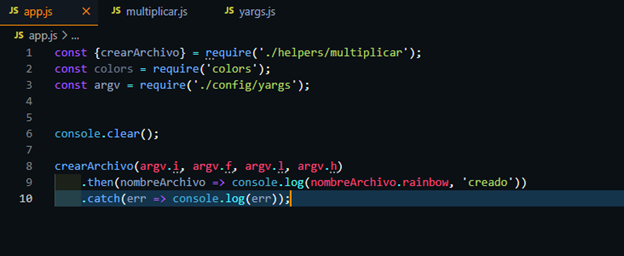 JS app.js ×
JS multiplicar.js
JS yargs.js
JS app.js > ...
1 const {crearArchivo} = require('./helpers/multiplicar');
2 const colors = require('colors');
3 const argv = require('./config/yargs');
4
5
6 console.clear();
7
8 crearArchivo(argv.i, argv.f, argv.l, argv.h)
9 .then(nombreArchivo => console.log(nombreArchivo.rainbow, 'creado'))
10 .catch(err => console.log(err));